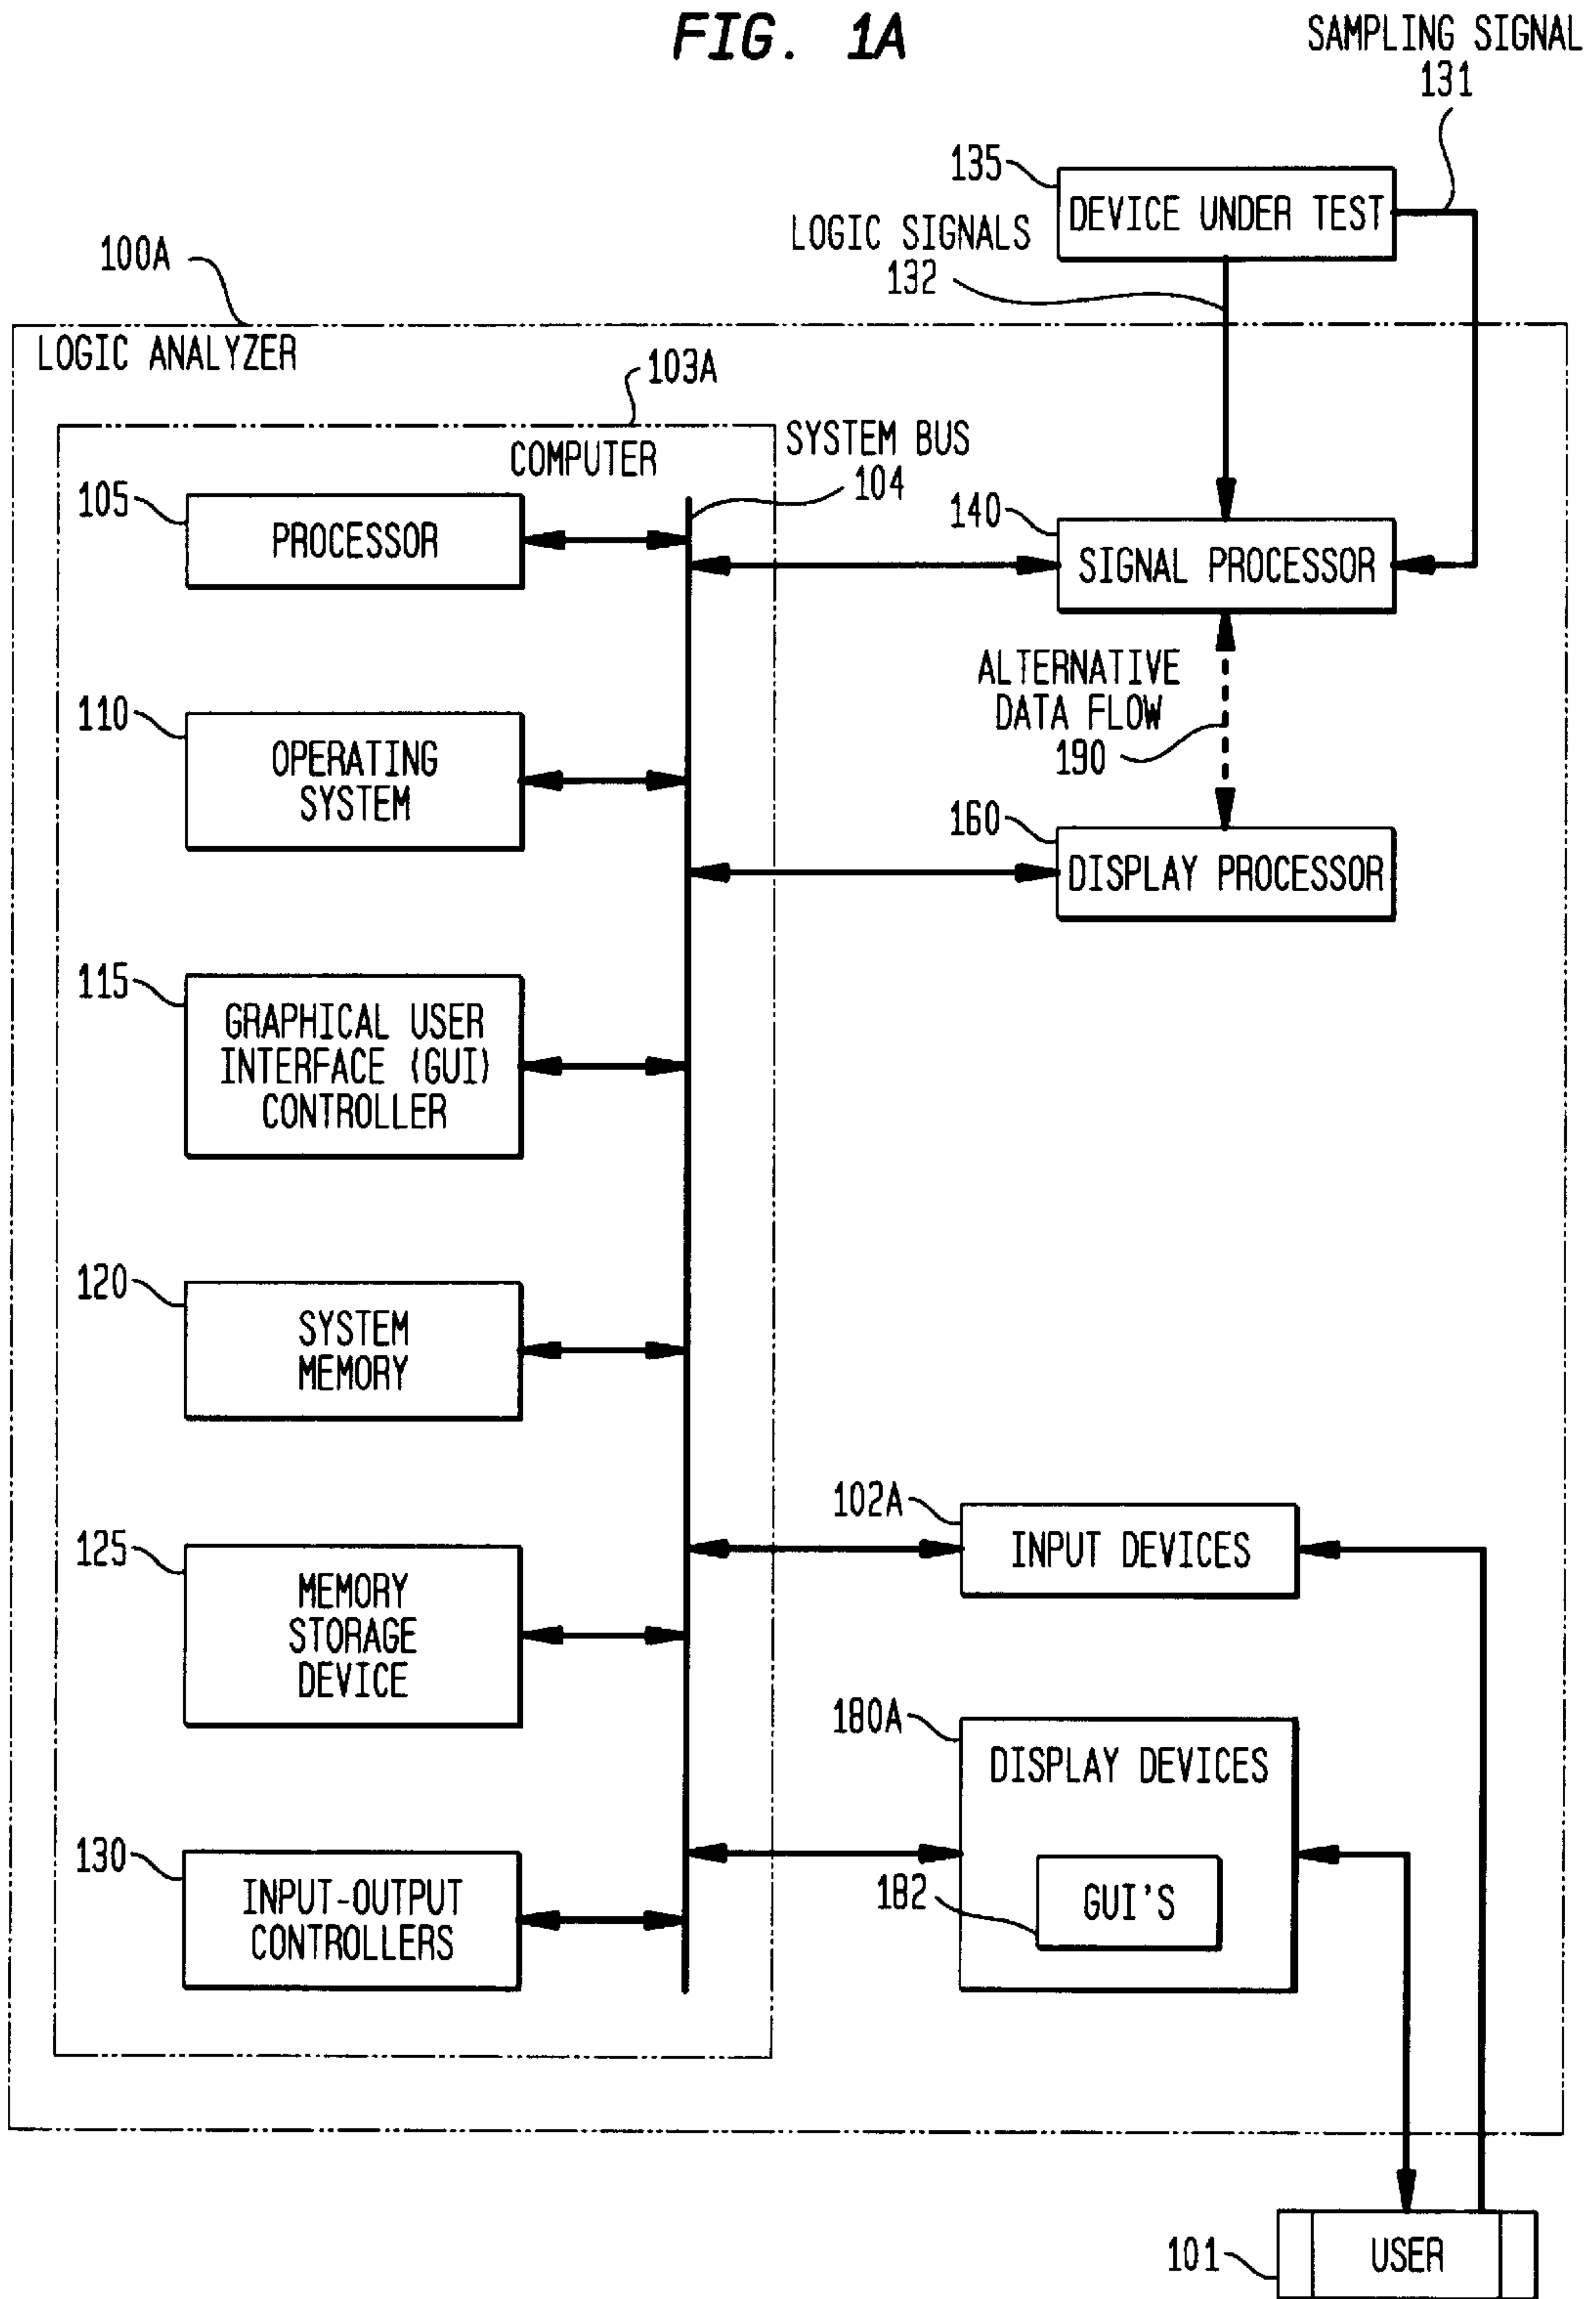 FIG. 1A
SAMPLING SIGNAL
131
135
DEVICE UNDER TEST
LOGIC SIGNALS
132
100A
LOGIC ANALYZER
103A
COMPUTER
SYSTEM BUS
104
105
PROCESSOR
140
SIGNAL PROCESSOR
ALTERNATIVE
DATA FLOW
190
110
OPERATING
SYSTEM
160
DISPLAY PROCESSOR
115
GRAPHICAL USER
INTERFACE (GUI)
CONTROLLER
120
SYSTEM
MEMORY
102A
INPUT DEVICES
125
MEMORY
STORAGE
DEVICE
180A
DISPLAY DEVICES
182
GUI'S
130
INPUT-OUTPUT
CONTROLLERS
101
USER